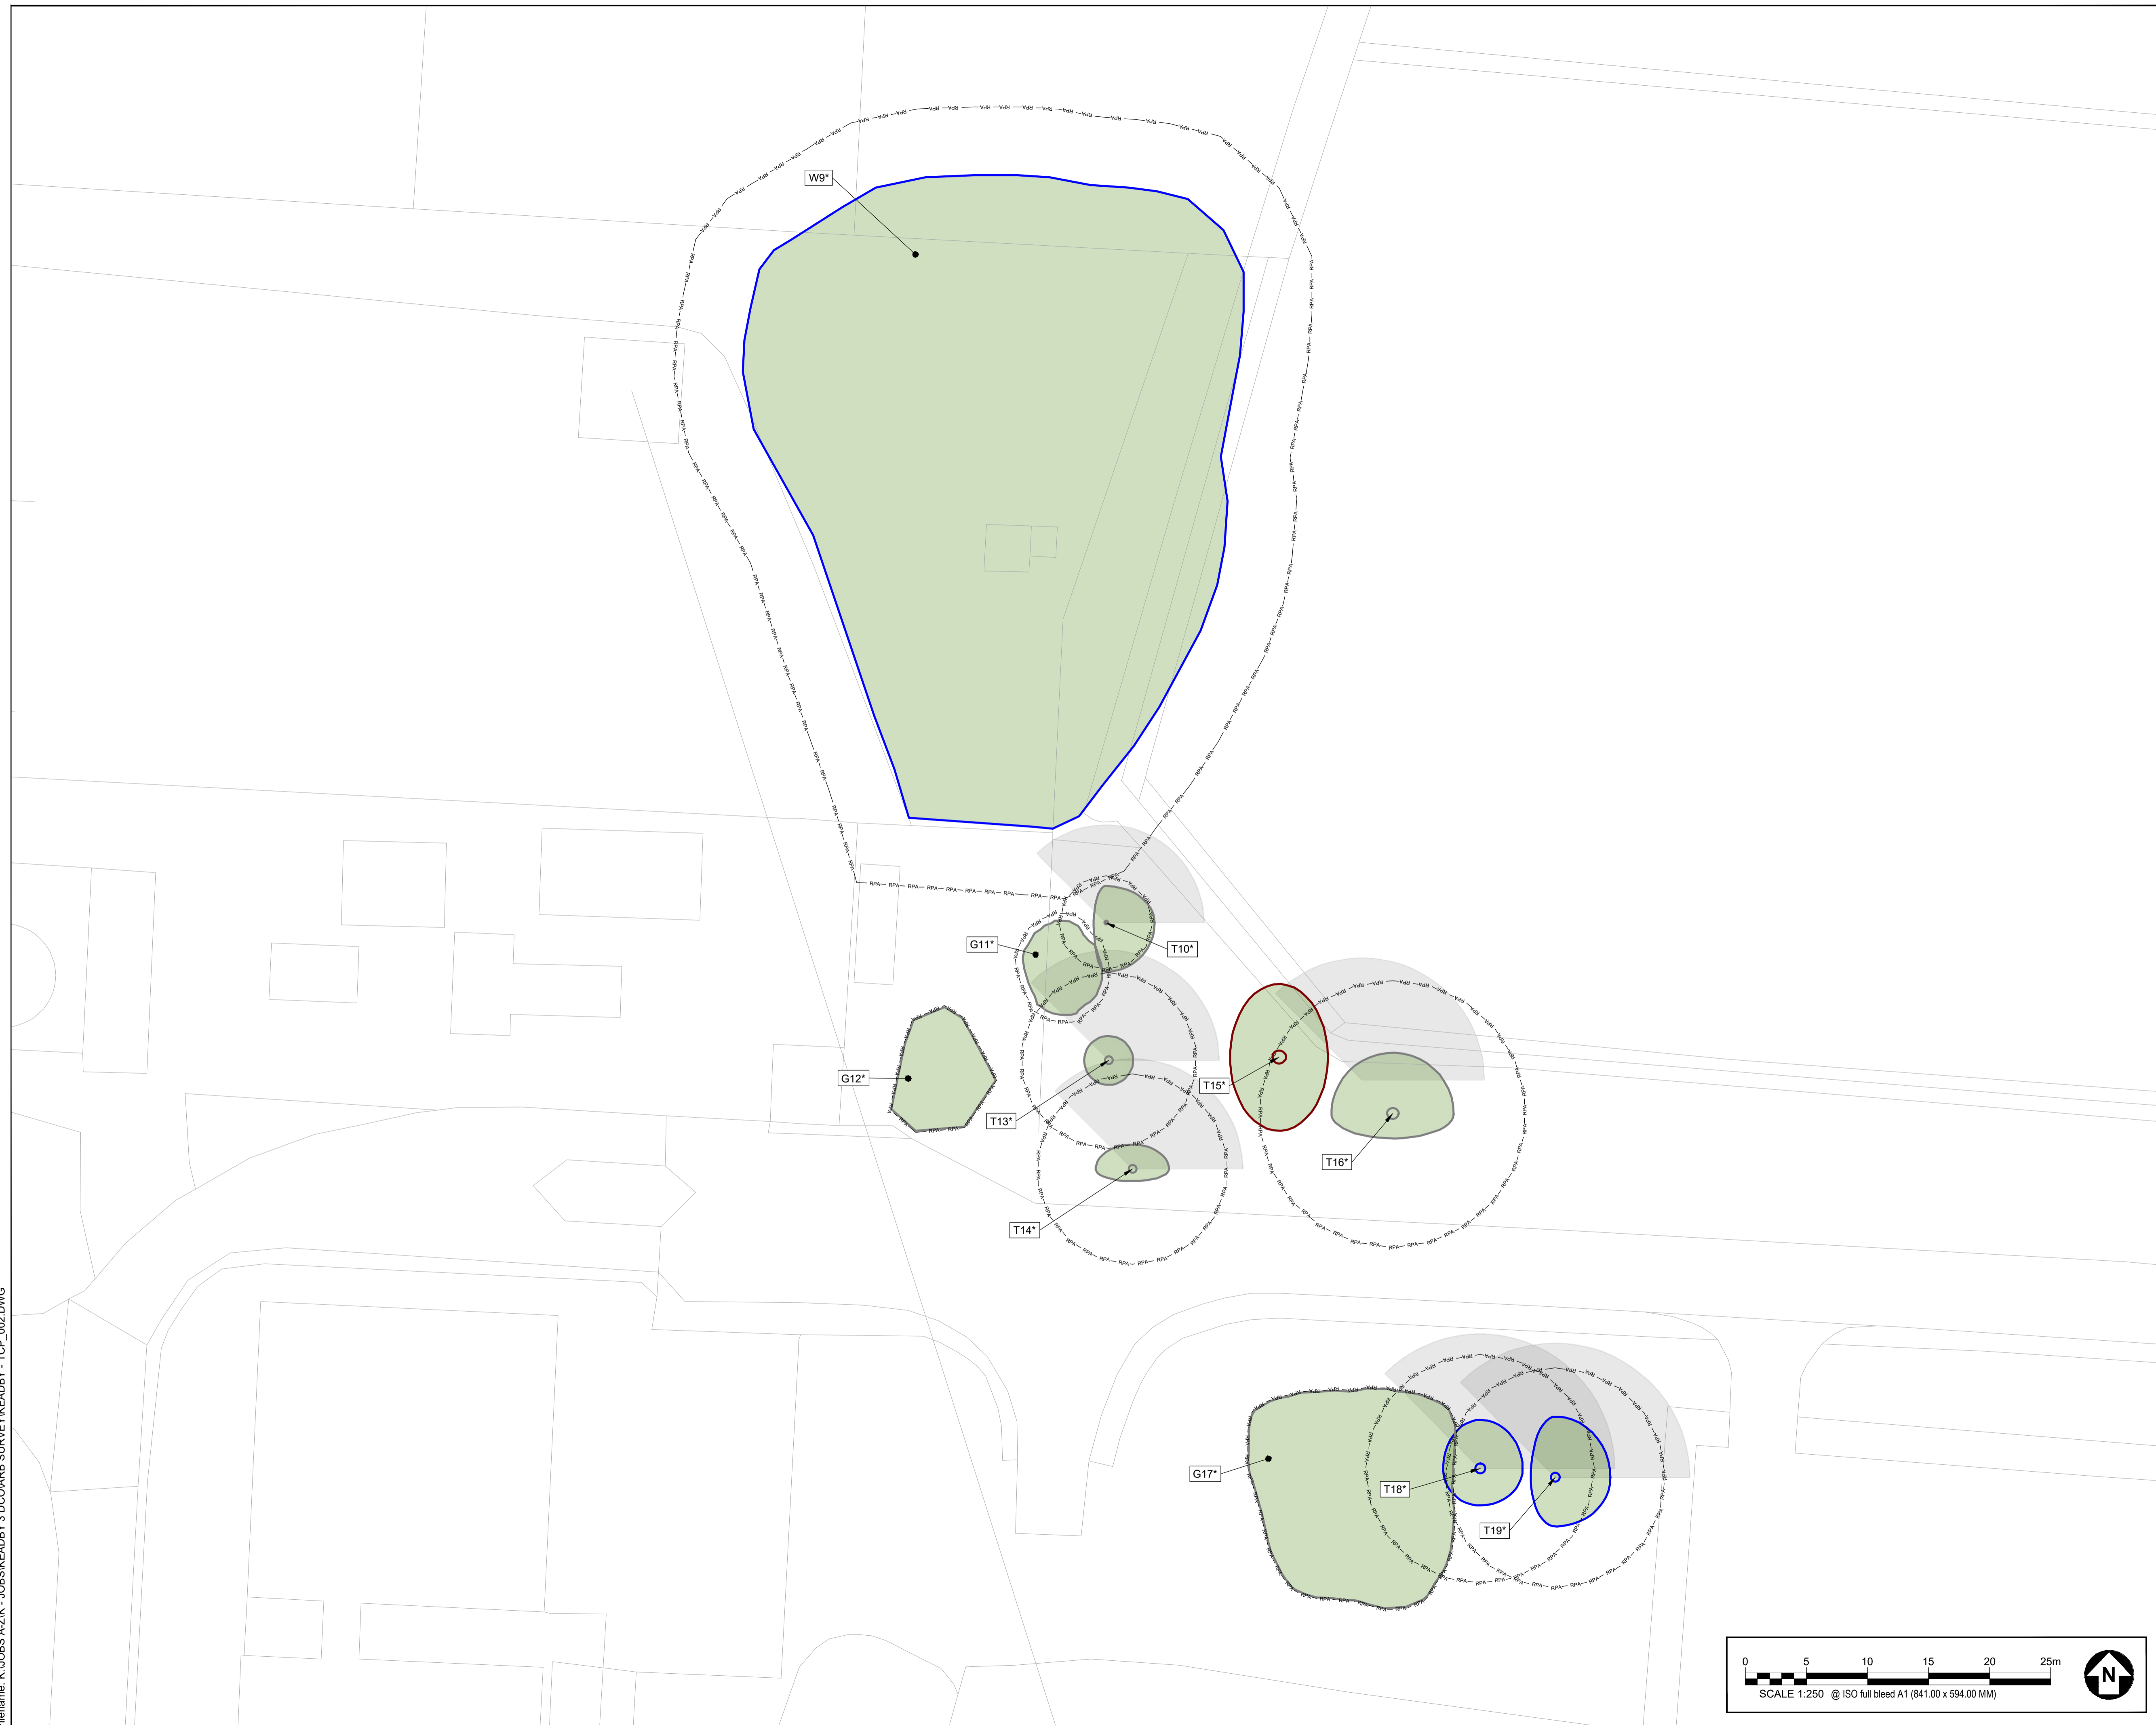 W9*
G11*
T10*
G12*
T15*
T13*
T16*
T14*
G17*
T18*
T19*
RPA
0 5 10 15 20 25m
SCALE 1:250 @ ISO full bleed A1 (841.00 x 594.00 MM)
N